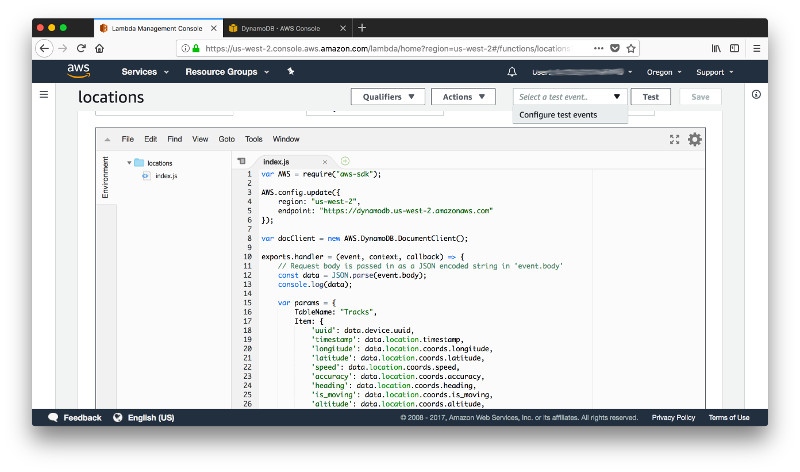 Lambda Management Console
DynamoDB - AWS Console
https://us-west-2.console.aws.amazon.com/lambda/home?region=us-west-2#/functions/locations
aws
Services
Resource Groups
User:
Oregon
Support
locations
Qualifiers
Actions
Select a test event..
Test
Save
Configure test events
File Edit Find View Goto Tools Window
Environment
locations
index.js
index.js
1 var AWS = require("aws-sdk");
2
3 AWS.config.update({
4 region: "us-west-2",
5 endpoint: "https://dynamodb.us-west-2.amazonaws.com"
6 });
7
8 var docClient = new AWS.DynamoDB.DocumentClient();
9
10 exports.handler = (event, context, callback) => {
11 // Request body is passed in as a JSON encoded string in 'event.body'
12 const data = JSON.parse(event.body);
13 console.log(data);
14
15 var params = {
16 TableName: "Tracks",
17 Item: {
18 'uuid': data.device.uuid,
19 'timestamp': data.location.timestamp,
20 'longitude': data.location.coords.longitude,
21 'latitude': data.location.coords.latitude,
22 'speed': data.location.coords.speed,
23 'accuracy': data.location.coords.accuracy,
24 'heading': data.location.coords.heading,
25 'is_moving': data.location.coords.is_moving,
26 'altitude': data.location.coords.altitude,
Feedback
English (US)
© 2008 - 2017, Amazon Web Services, Inc. or its affiliates. All rights reserved.
Privacy Policy
Terms of Use